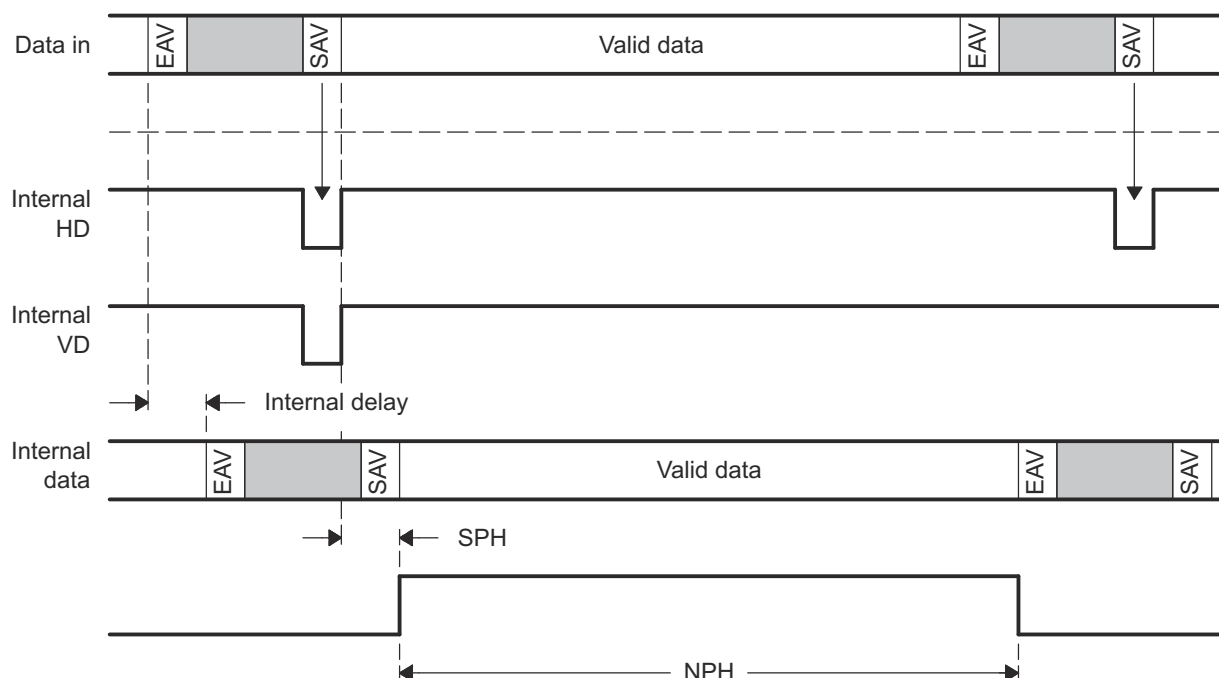 Data in
EAV
SAV
Valid data
EAV
SAV
Internal
HD
Internal
VD
Internal delay
Internal
data
EAV
SAV
Valid data
EAV
SAV
SPH
NPH